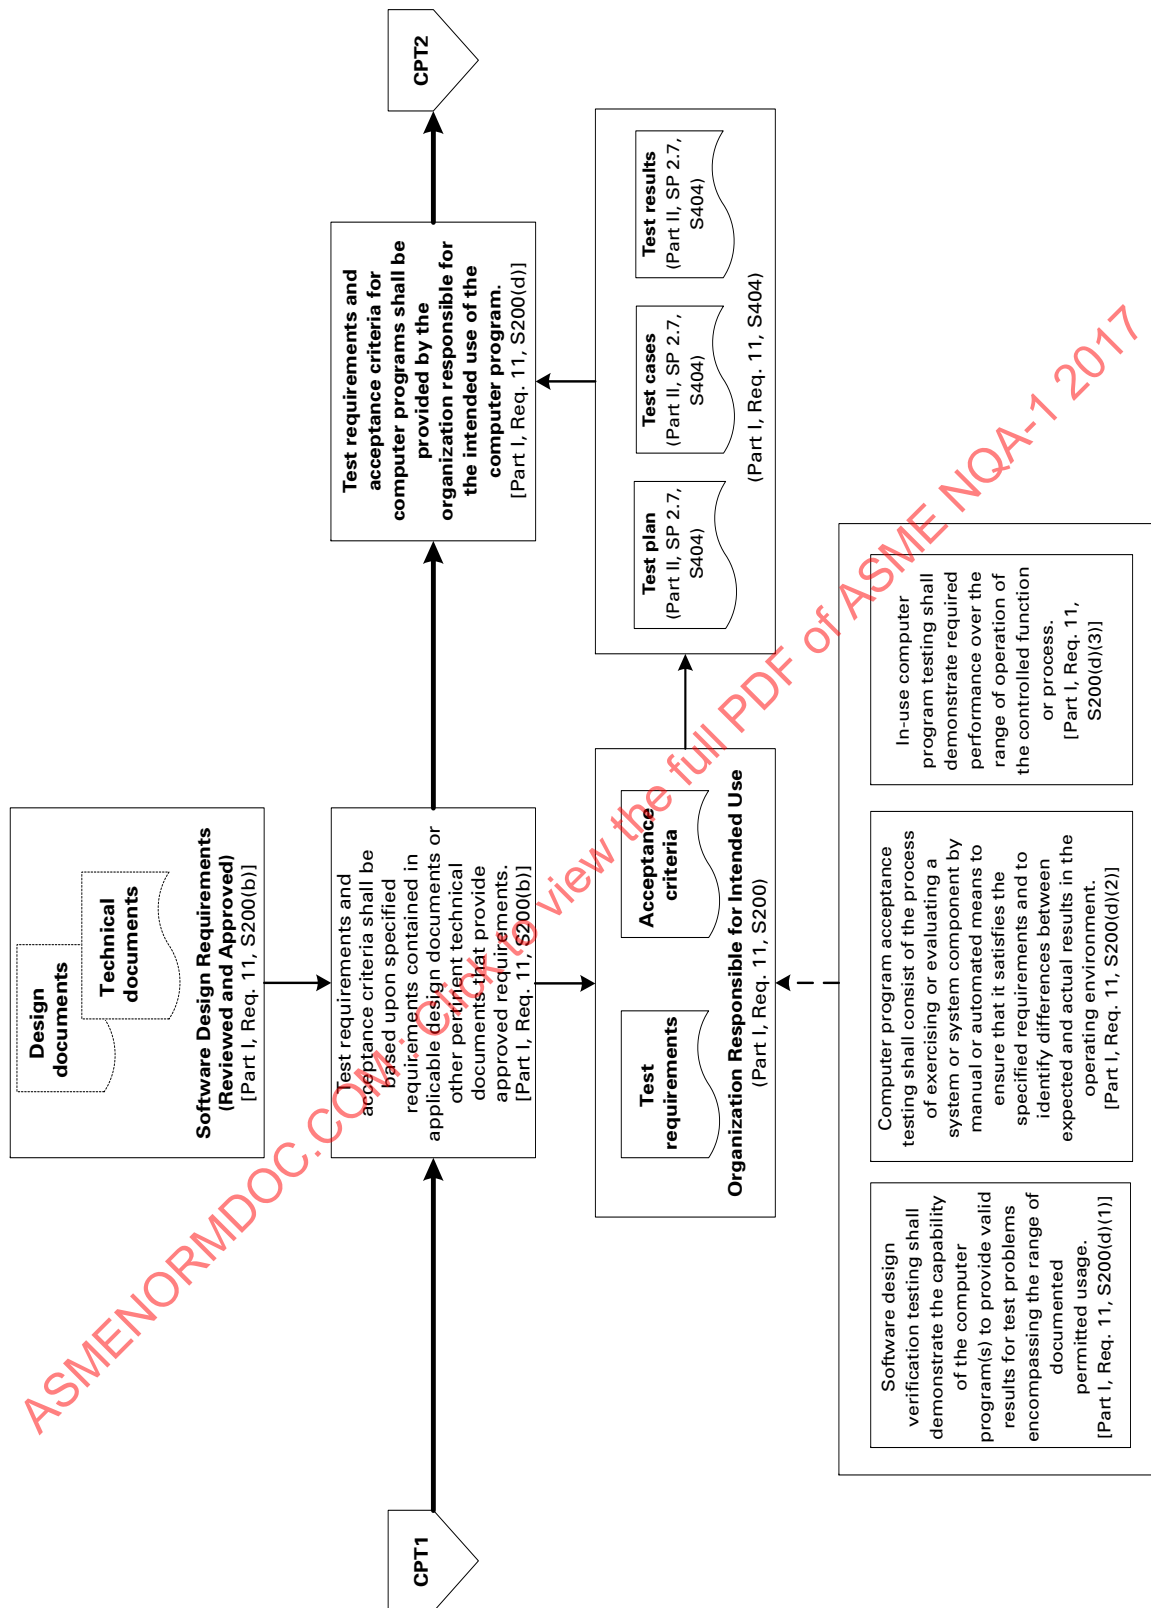 Design
documents
Technical
documents
Software Design Requirements
(Reviewed and Approved)
[Part I, Req. 11, S200(b)]
CPT1
Test requirements and
acceptance criteria shall be
based upon specified
requirements contained in
applicable design documents or
other pertinent technical
documents that provide
approved requirements.
[Part I, Req. 11, S200(b)]
Test requirements and
acceptance criteria for
computer programs shall be
provided by the
organization responsible for
the intended use of the
computer program.
[Part I, Req. 11, S200(d)]
CPT2
Test
requirements
Acceptance
criteria
Organization Responsible for Intended Use
(Part I, Req. 11, S200)
Test plan
(Part II, SP 2.7,
S404)
Test cases
(Part II, SP 2.7,
S404)
Test results
(Part II, SP 2.7,
S404)
(Part I, Req. 11, S404)
Software design
verification testing shall
demonstrate the capability
of the computer
program(s) to provide valid
results for test problems
encompassing the range of
documented
permitted usage.
[Part I, Req. 11, S200(d)(1)]
Computer program acceptance
testing shall consist of the process
of exercising or evaluating a
system or system component by
manual or automated means to
ensure that it satisfies the
specified requirements and to
identify differences between
expected and actual results in the
operating environment.
[Part I, Req. 11, S200(d)(2)]
In-use computer
program testing shall
demonstrate required
performance over the
range of operation of
the controlled function
or process.
[Part I, Req. 11,
S200(d)(3)]
ASMENORMDOC.COM : Click to view the full PDF of ASME NQA-1 2017